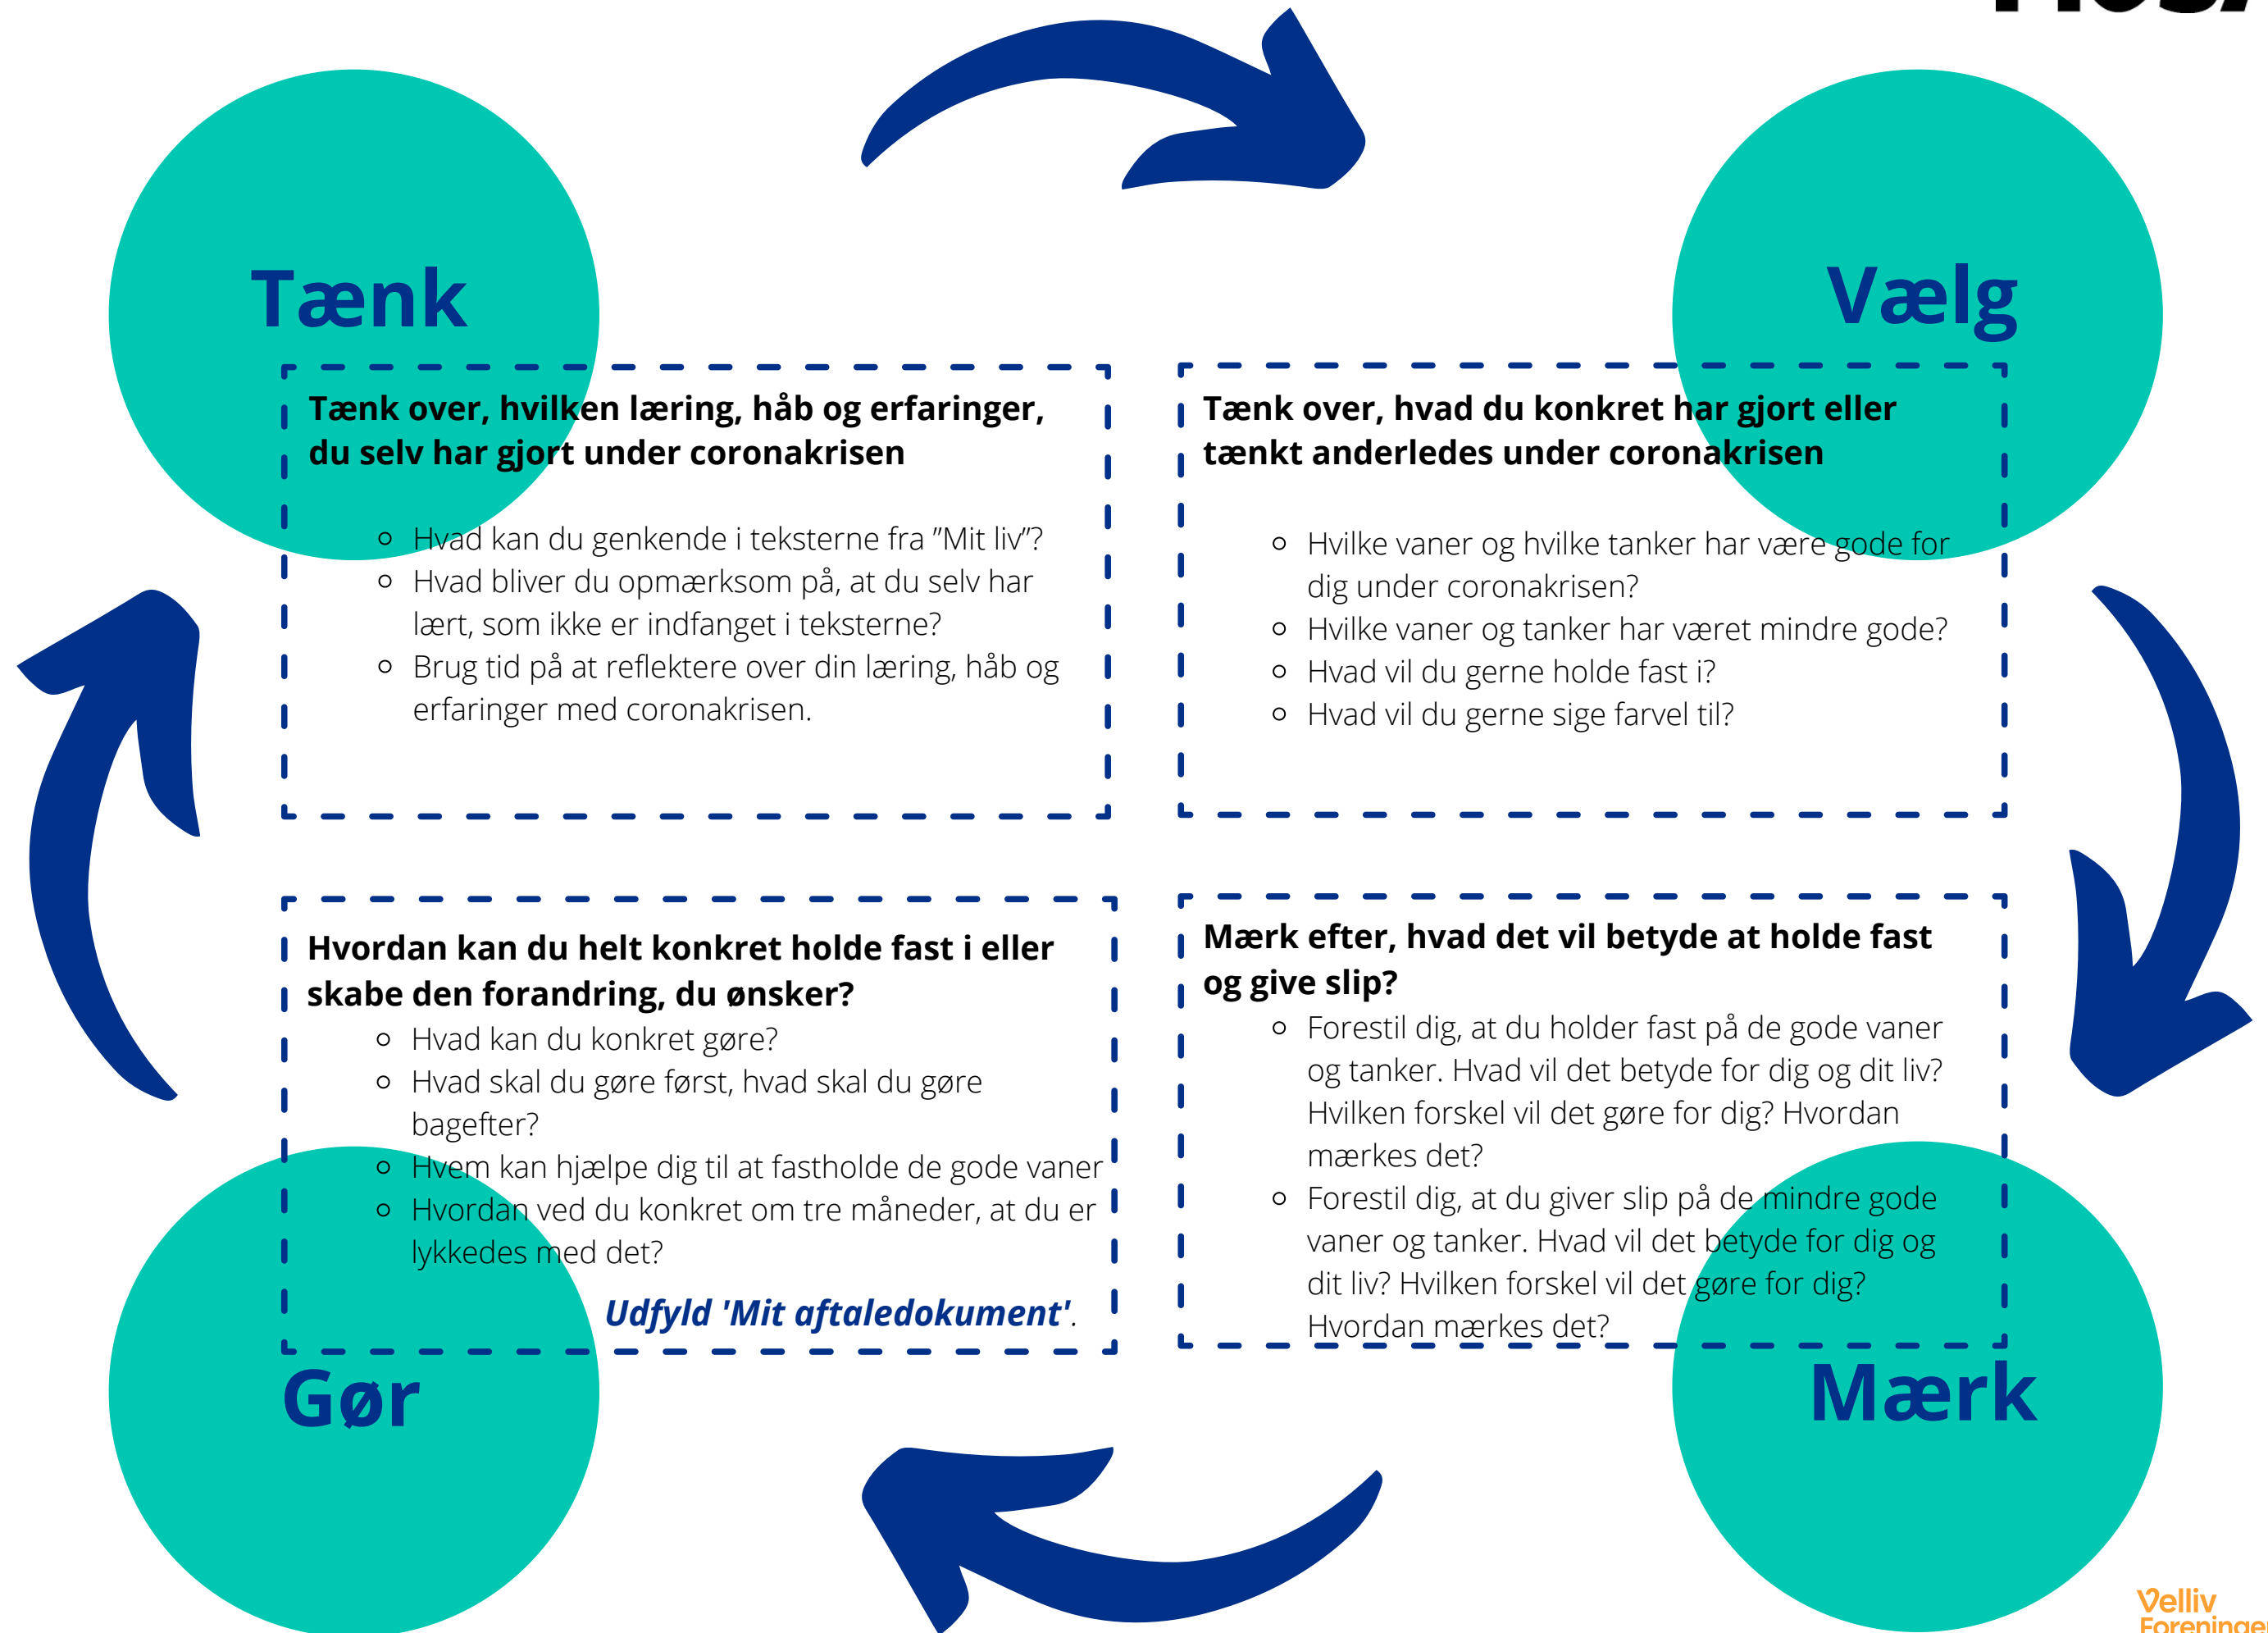 Tænk
Tænk over, hvilken læring, håb og erfaringer,
du selv har gjort under coronakrisen
Hvad kan du genkende i teksterne fra ”Mit liv”?
Hvad bliver du opmærksom på, at du selv har
lært, som ikke er indfanget i teksterne?
Brug tid på at reflektere over din læring, håb og
erfaringer med coronakrisen.
Vælg
Tænk over, hvad du konkret har gjort eller
tænkt anderledes under coronakrisen
Hvilke vaner og hvilke tanker har være gode for
dig under coronakrisen?
Hvilke vaner og tanker har været mindre gode?
Hvad vil du gerne holde fast i?
Hvad vil du gerne sige farvel til?
Mærk efter, hvad det vil betyde at holde fast
og give slip?
Forestil dig, at du holder fast på de gode vaner
og tanker. Hvad vil det betyde for dig og dit liv?
Hvilken forskel vil det gøre for dig? Hvordan
mærkes det?
Forestil dig, at du giver slip på de mindre gode
vaner og tanker. Hvad vil det betyde for dig og
dit liv? Hvilken forskel vil det gøre for dig?
Hvordan mærkes det?
Mærk
Hvordan kan du helt konkret holde fast i eller
skabe den forandring, du ønsker?
Hvad kan du konkret gøre?
Hvad skal du gøre først, hvad skal du gøre
bagefter?
Hvem kan hjælpe dig til at fastholde de gode vaner
Hvordan ved du konkret om tre måneder, at du er
lykkedes med det?
Udfyld 'Mit aftaledokument'.
Gør
Velliv